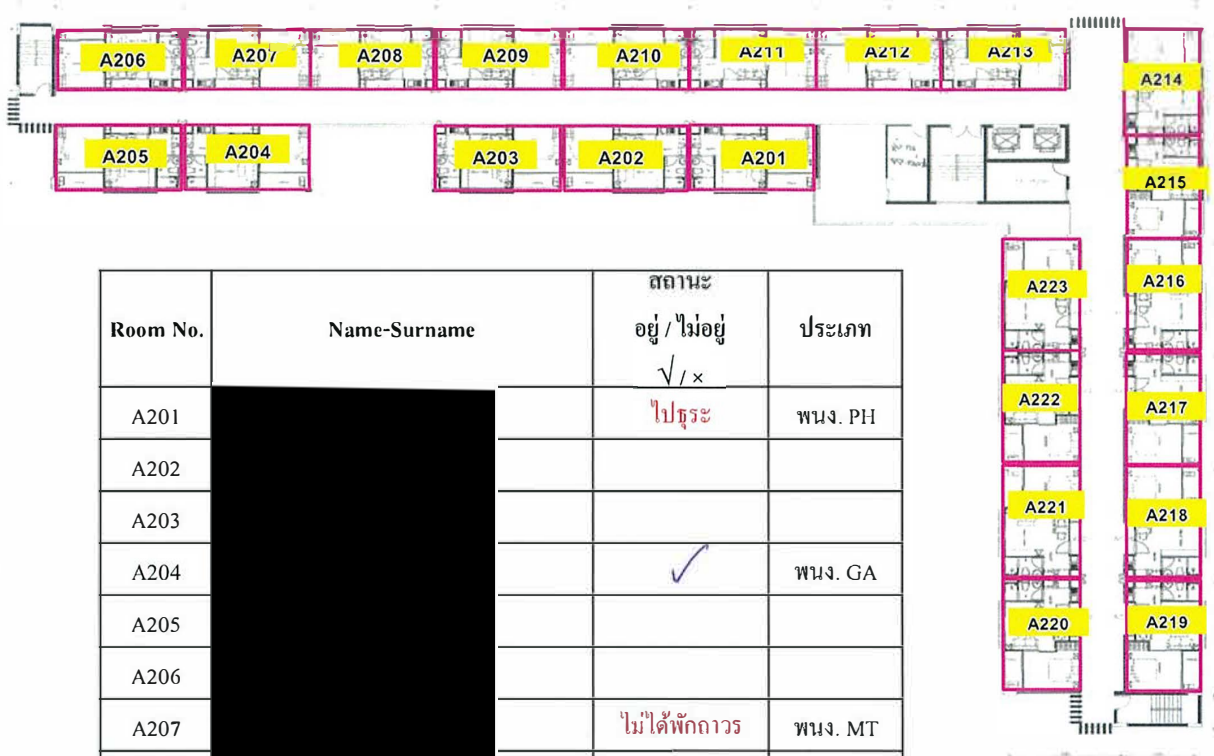 A206 A207 A208 A209 A210 A211 A212 A213
A214
A205 A204 A203 A202 A201
A215
A223 A216
A222 A217
A221 A218
A220 A219
Room No. Name-Surname สถานะ อยู่ / ไม่อยู่ √ / × ประเภท
A201 ไปธุระ พนง. PH
A202
A203
A204 ✓ พนง. GA
A205
A206
A207 ไม่ได้พักถาวร พนง. MT